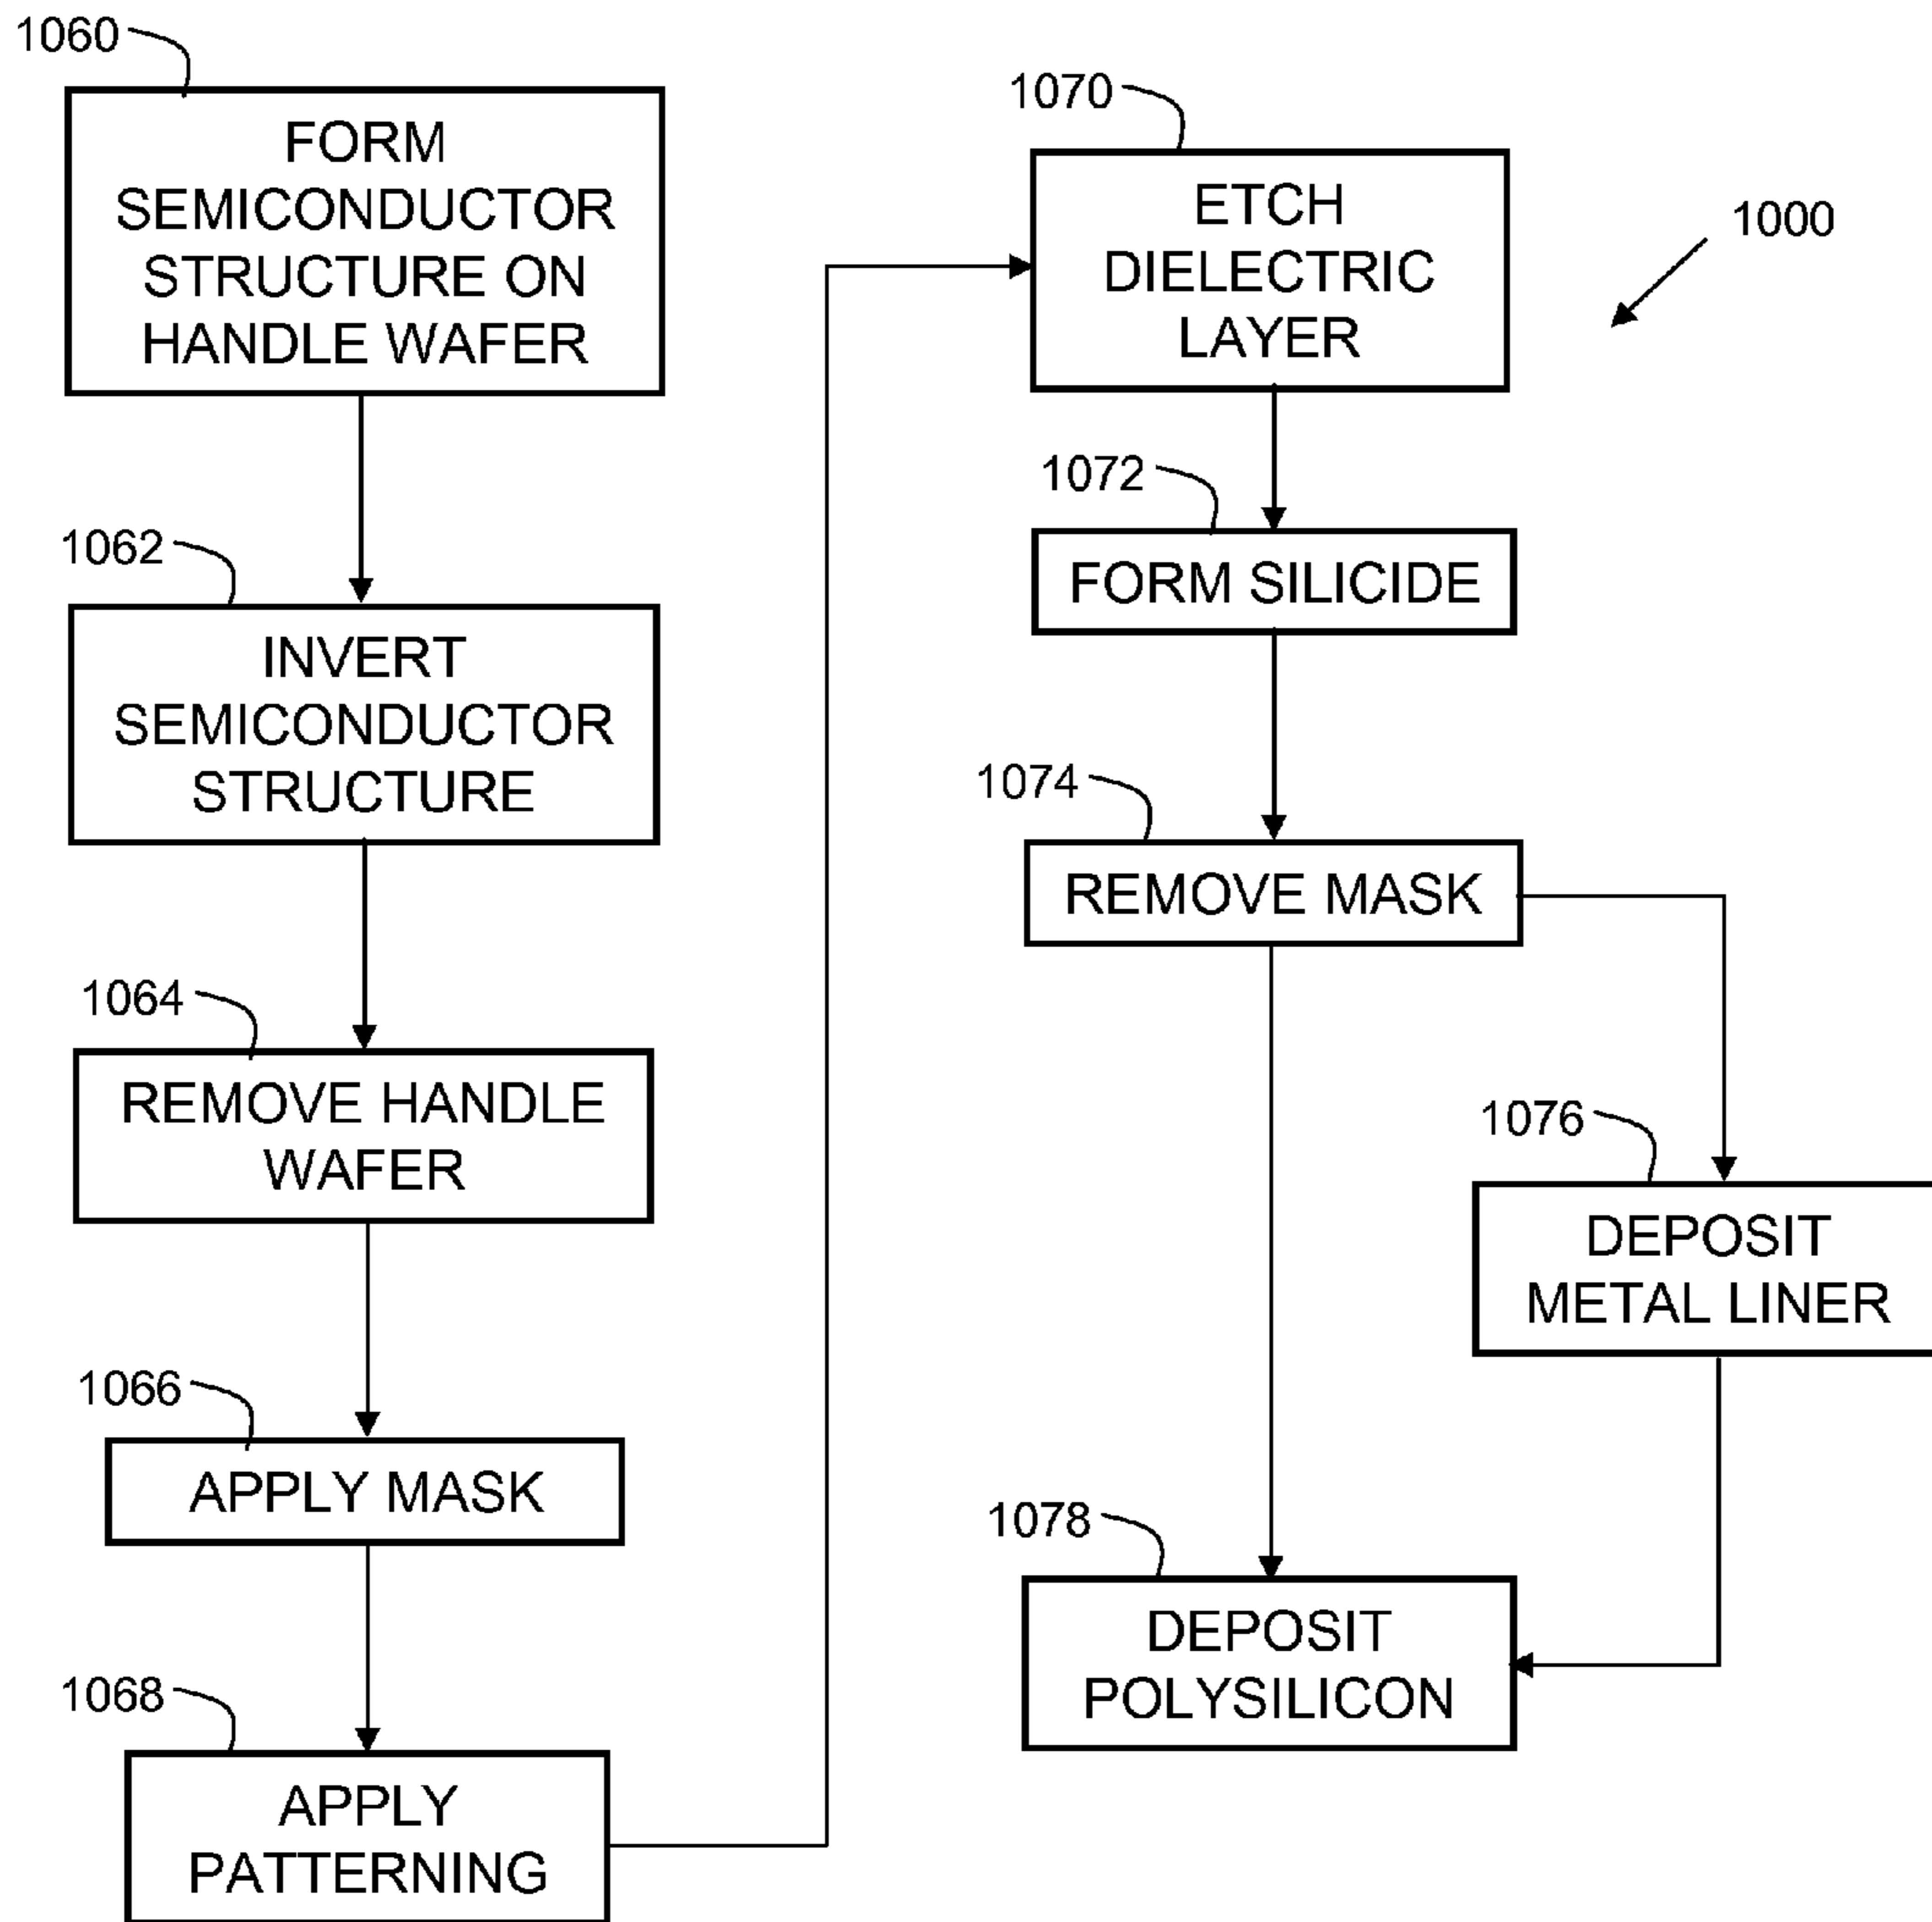 1060
FORM
SEMICONDUCTOR
STRUCTURE ON
HANDLE WAFER
1062
INVERT
SEMICONDUCTOR
STRUCTURE
1064
REMOVE HANDLE
WAFER
1066
APPLY MASK
1068
APPLY
PATTERNING
1070
ETCH
DIELECTRIC
LAYER
1000
1072
FORM SILICIDE
1074
REMOVE MASK
1076
DEPOSIT
METAL LINER
1078
DEPOSIT
POLYSILICON